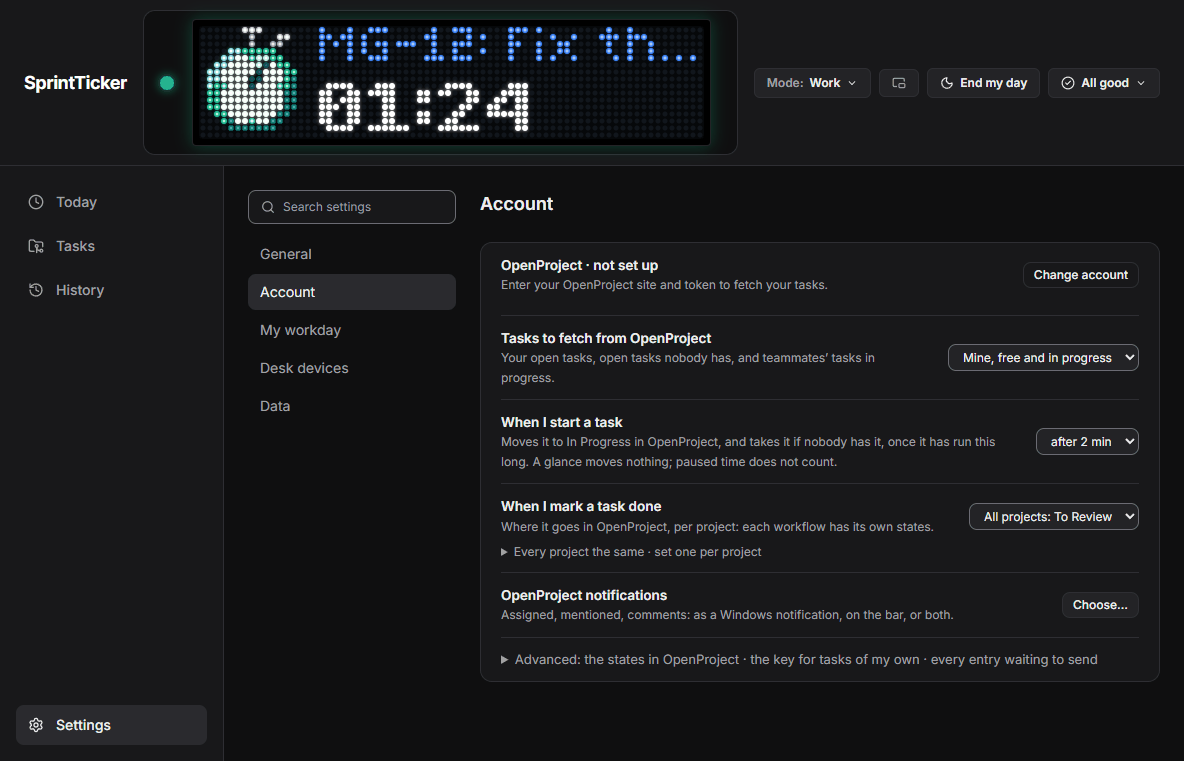 SprintTicker
MG-12: Fix th...
01:24
Mode: Work
End my day
All good
Today
Tasks
History
Settings
Search settings
General
Account
My workday
Desk devices
Data
Account
OpenProject · not set up
Enter your OpenProject site and token to fetch your tasks.
Change account
Tasks to fetch from OpenProject
Your open tasks, open tasks nobody has, and teammates’ tasks in
progress.
Mine, free and in progress
When I start a task
Moves it to In Progress in OpenProject, and takes it if nobody has it, once it has run this
long. A glance moves nothing; paused time does not count.
after 2 min
When I mark a task done
Where it goes in OpenProject, per project: each workflow has its own states.
All projects: To Review
Every project the same · set one per project
OpenProject notifications
Assigned, mentioned, comments: as a Windows notification, on the bar, or both.
Choose...
Advanced: the states in OpenProject · the key for tasks of my own · every entry waiting to send